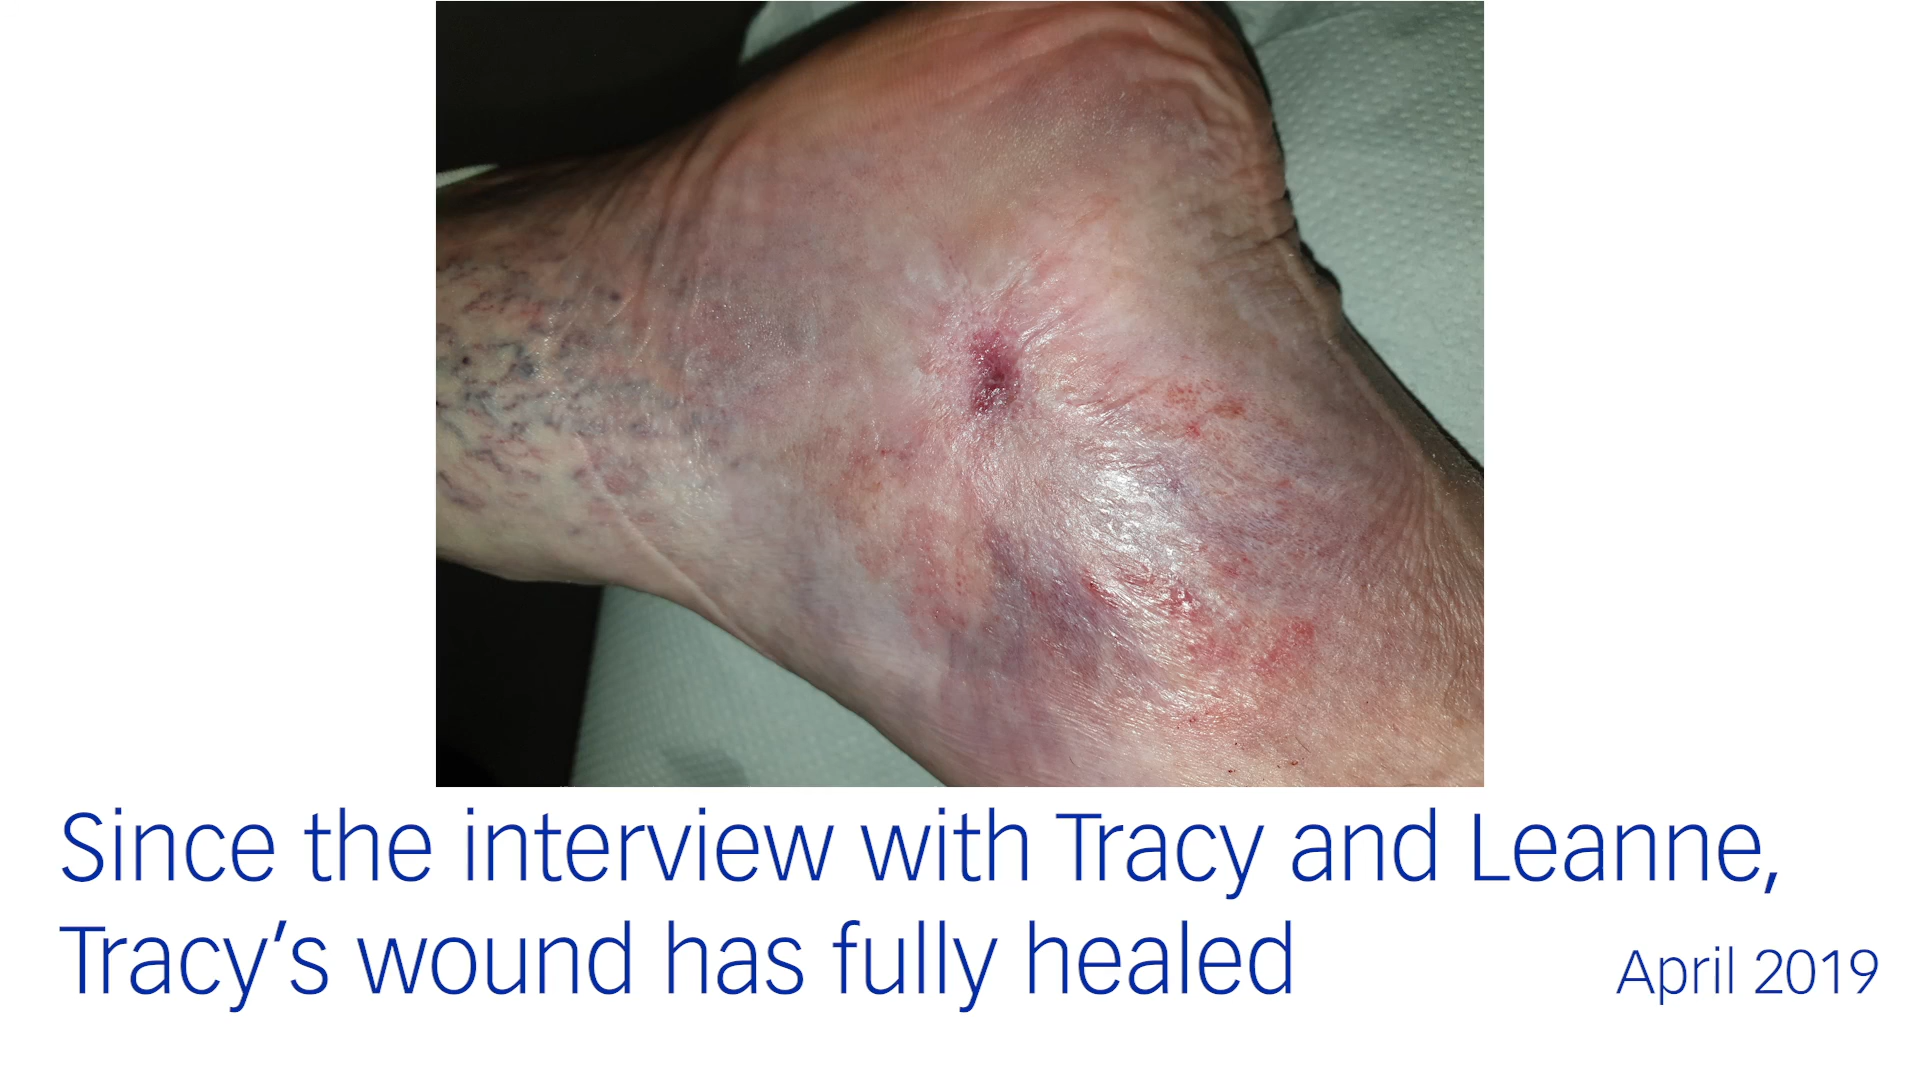 Since the interview with Tracy and Leanne,
Tracy’s wound has fully healed
April 2019